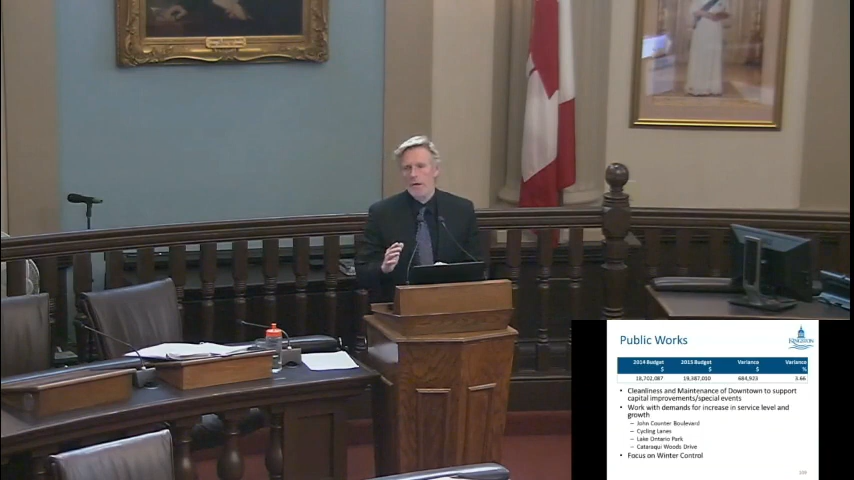 Public Works
KINGSTON
2014 Budget 2015 Budget Variance Variance
$ $ $ %
18,702,087 19,387,010 684,923 3.66
• Cleanliness and Maintenance of Downtown to support
capital improvements/special events
• Work with demands for increase in service level and
growth
– John Counter Boulevard
– Cycling Lanes
– Lake Ontario Park
– Cataraqui Woods Drive
• Focus on Winter Control